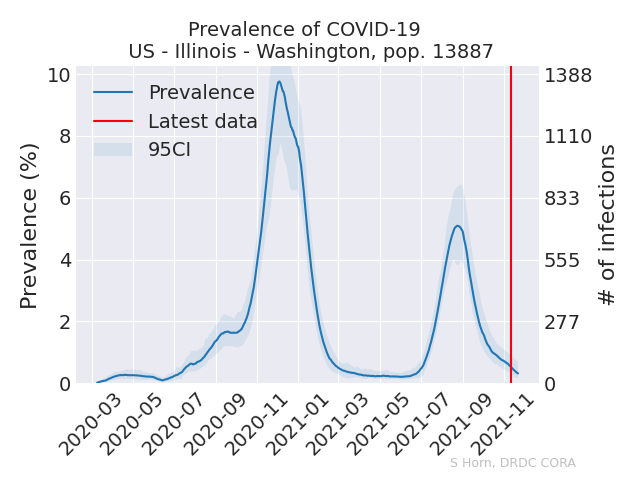 Prevalence of COVID-19
US - Illinois - Washington, pop. 13887
Prevalence
Latest data
95CI
Prevalence (%)
10
8
6
4
2
0
1388
1110
833
555
277
0
# of infections
2020-03
2020-05
2020-07
2020-09
2020-11
2021-01
2021-03
2021-05
2021-07
2021-09
2021-11
S Horn, DRDC CORA